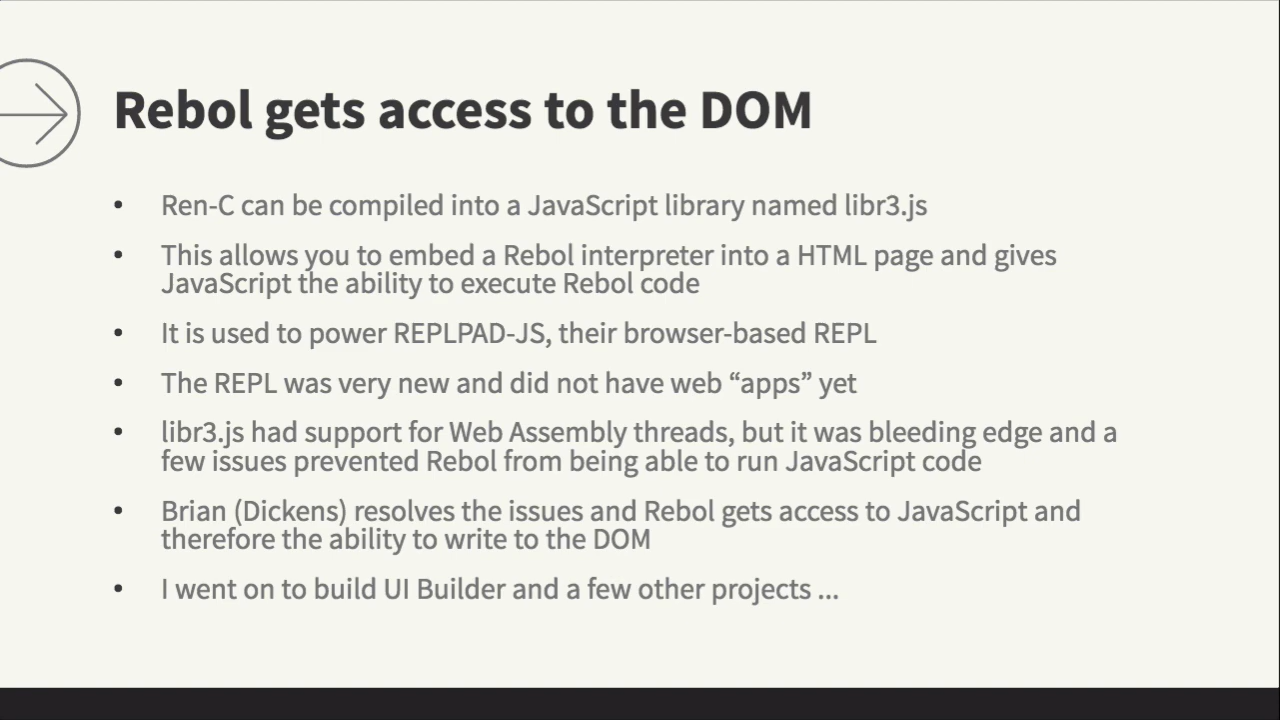 Rebol gets access to the DOM
• Ren-C can be compiled into a JavaScript library named libr3.js
• This allows you to embed a Rebol interpreter into a HTML page and gives
JavaScript the ability to execute Rebol code
• It is used to power REPLPAD-JS, their browser-based REPL
• The REPL was very new and did not have web “apps” yet
• libr3.js had support for Web Assembly threads, but it was bleeding edge and a
few issues prevented Rebol from being able to run JavaScript code
• Brian (Dickens) resolves the issues and Rebol gets access to JavaScript and
therefore the ability to write to the DOM
• I went on to build UI Builder and a few other projects ...